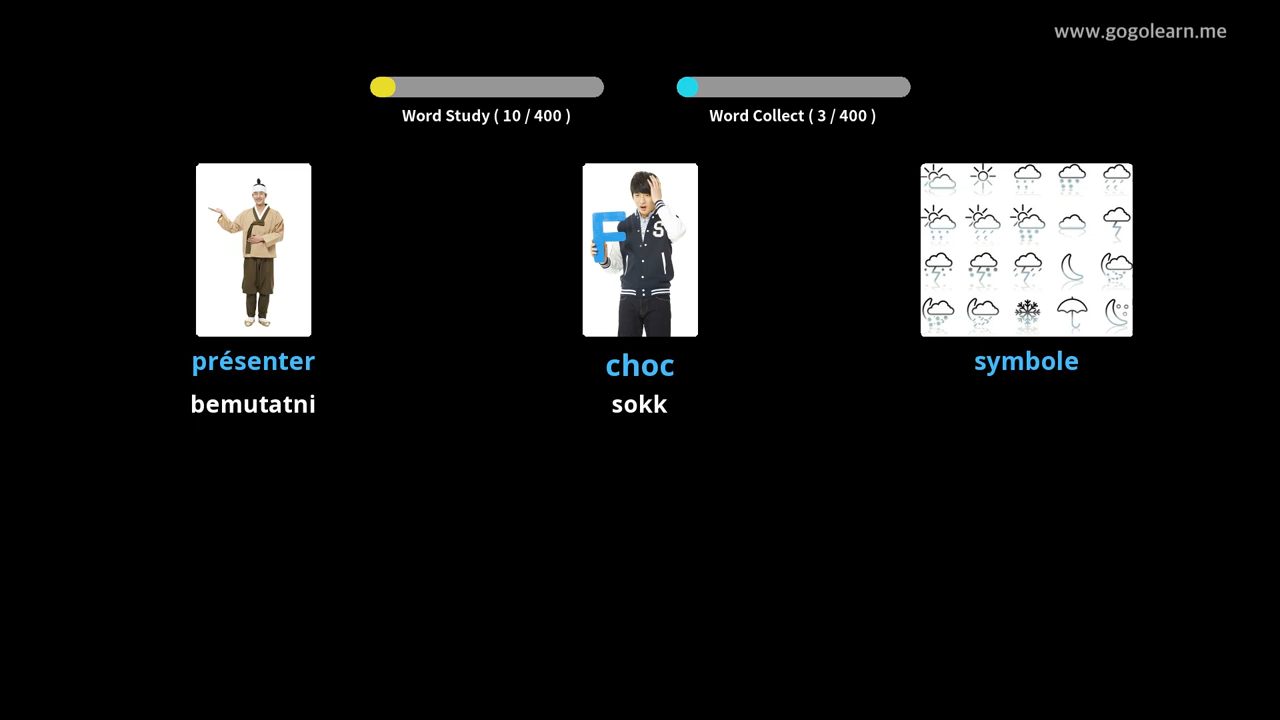 www.gogolearn.me
Word Study ( 10 / 400 )
Word Collect ( 3 / 400 )
F
S
présenter
choc
symbole
bemutatni
sokk